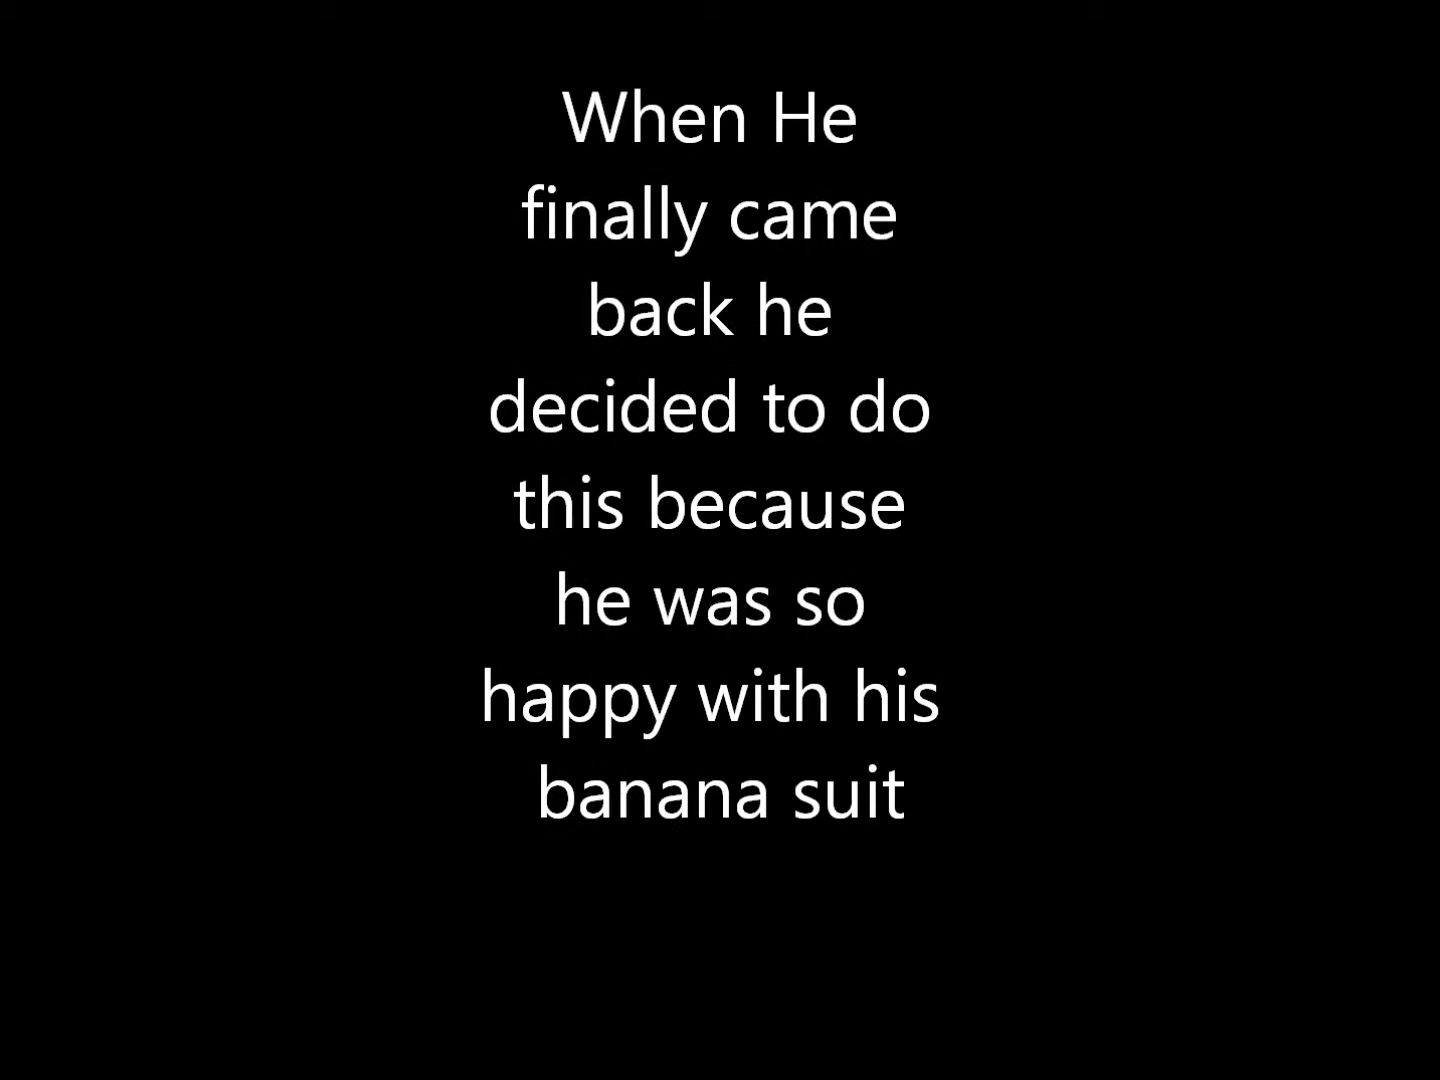 When He
finally came
back he
decided to do
this because
he was so
happy with his
banana suit